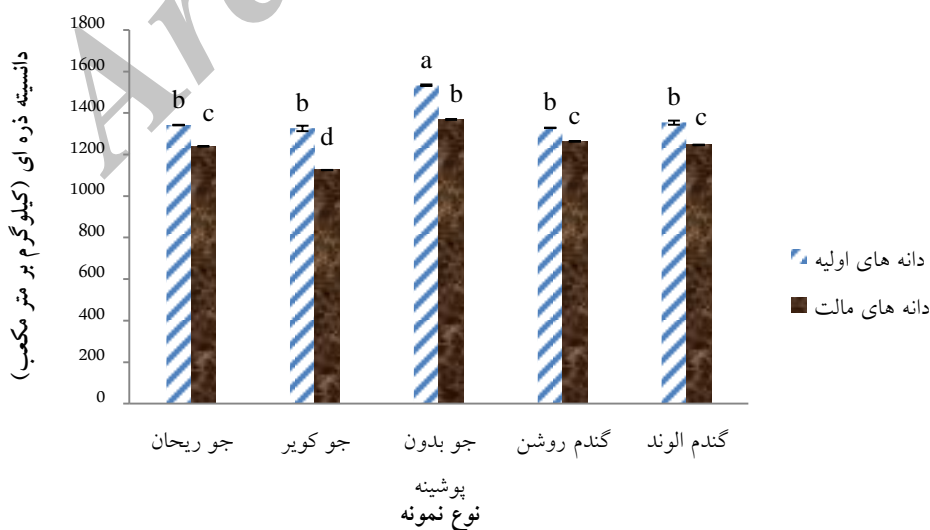 Ar
دانسیته ذره ای (کیلوگرم بر متر مکعب)
1800
1600
1400
1200
1000
800
600
400
200
0
b c b d a b b c b c
جو ریحان جو کویر جو بدون گندم روشن گندم الوند
پوشینه
نوع نمونه
دانه های اولیه
دانه های مالت